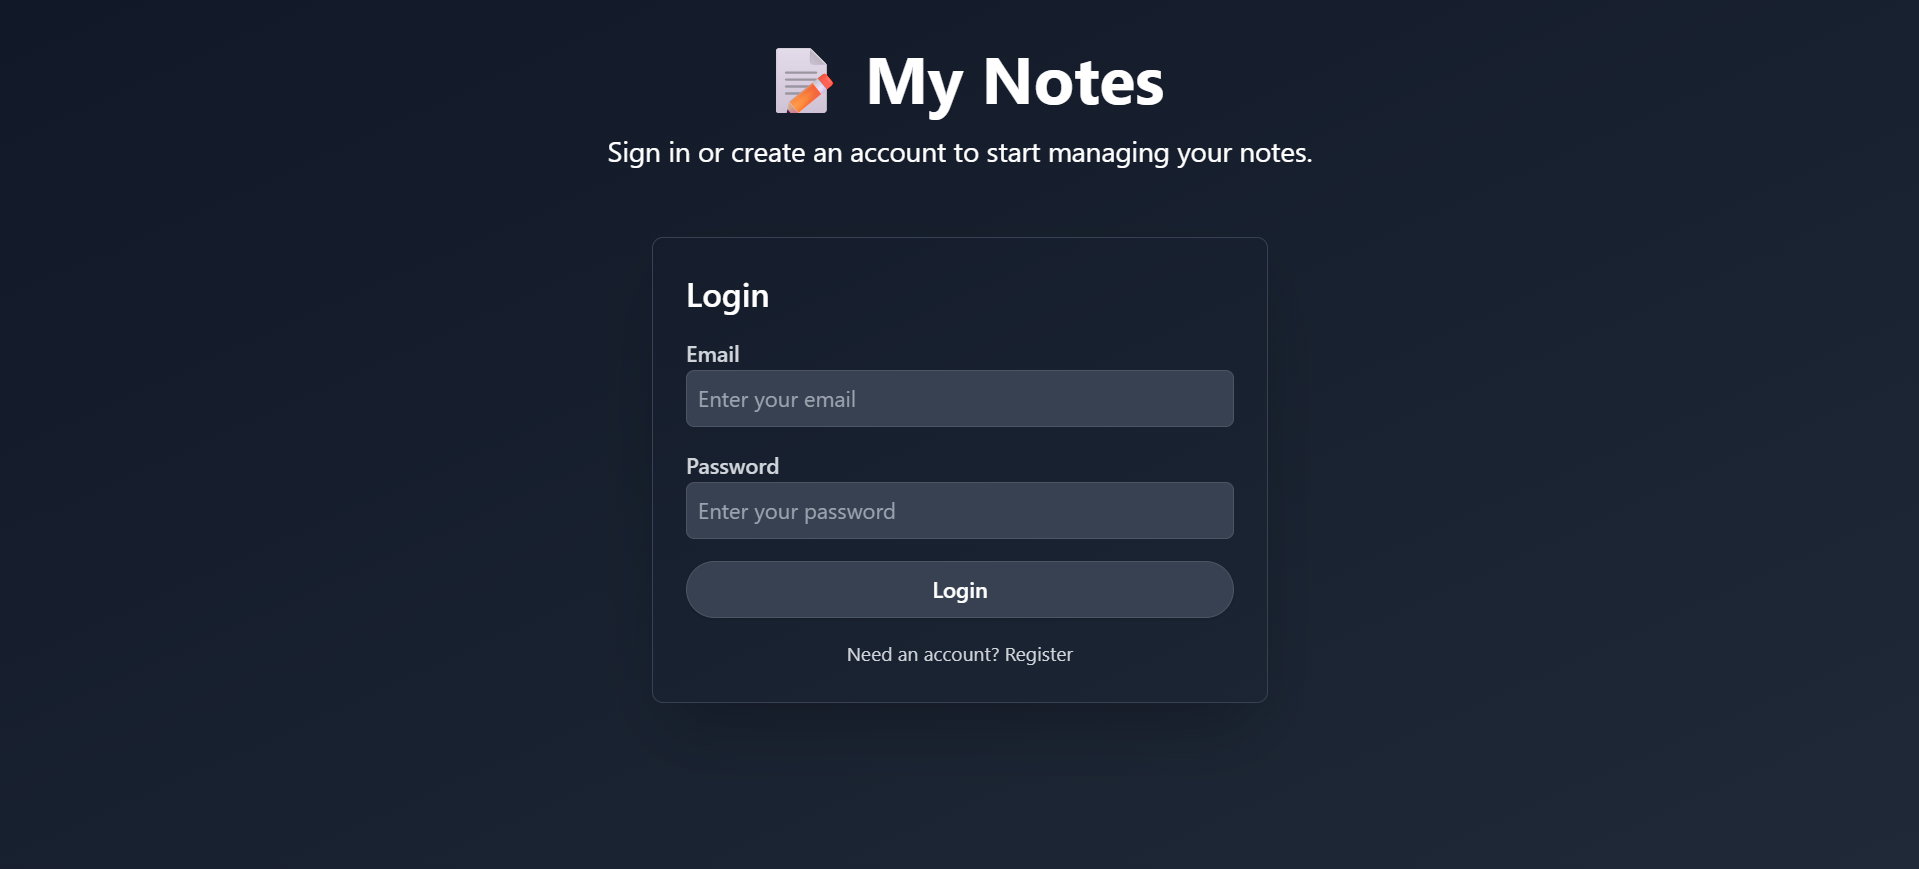 My Notes
Sign in or create an account to start managing your notes.
Login
Email
Enter your email
Password
Enter your password
Login
Need an account? Register